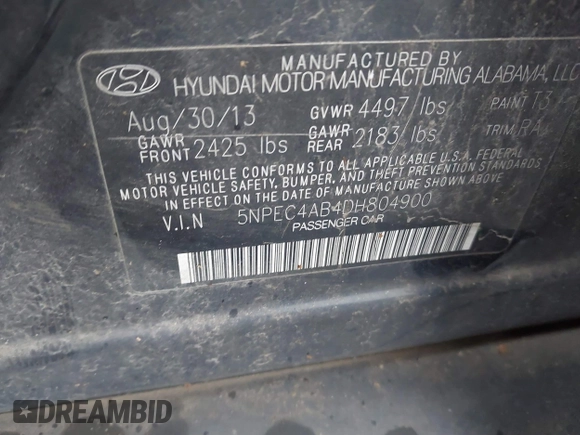 MANUFACTURED BY
HYUNDAI MOTOR MANUFACTURING ALABAMA, LLC
Aug/30/13 GVWR 4497 lbs PAINT T3
GAWR FRONT 2425 lbs GAWR REAR 2183 lbs TRIM RA
THIS VEHICLE CONFORMS TO ALL APPLICABLE U.S.A. FEDERAL
MOTOR VEHICLE SAFETY, BUMPER, AND THEFT PREVENTION
STANDARDS IN EFFECT ON THE DATE OF MANUFACTURE SHOWN ABOVE
V.I.N 5NPEC4AB4DH804900
PASSENGER CAR
DREAMBID